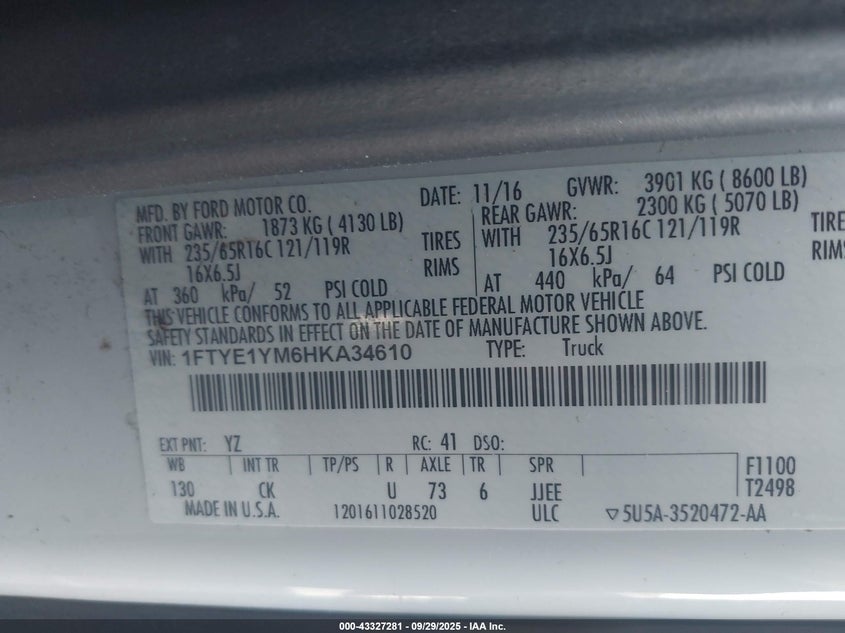 MFD. BY FORD MOTOR CO. DATE: 11/16 GVWR: 3901 KG ( 8600 LB)
FRONT GAWR: 1873 KG ( 4130 LB) REAR GAWR: 2300 KG ( 5070 LB)
WITH 235/65R16C 121/119R TIRES WITH 235/65R16C 121/119R TIRE
16X6.5J RIMS 16X6.5J RIMS
AT 360 kPa/ 52 PSI COLD AT 440 kPa/ 64 PSI COLD
THIS VEHICLE CONFORMS TO ALL APPLICABLE FEDERAL MOTOR VEHICLE
SAFETY STANDARDS IN EFFECT ON THE DATE OF MANUFACTURE SHOWN ABOVE.
VIN: 1FTYE1YM6HKA34610 TYPE: Truck
EXT PNT: YZ RC: 41 DSO:
WB INT TR TP/PS R AXLE TR SPR F1100
130 CK U 73 6 JJEE T2498
MADE IN U.S.A. 1201611028520 ULC ▽5U5A-3520472-AA
000-43327281 - 09/29/2025 - IAA Inc.